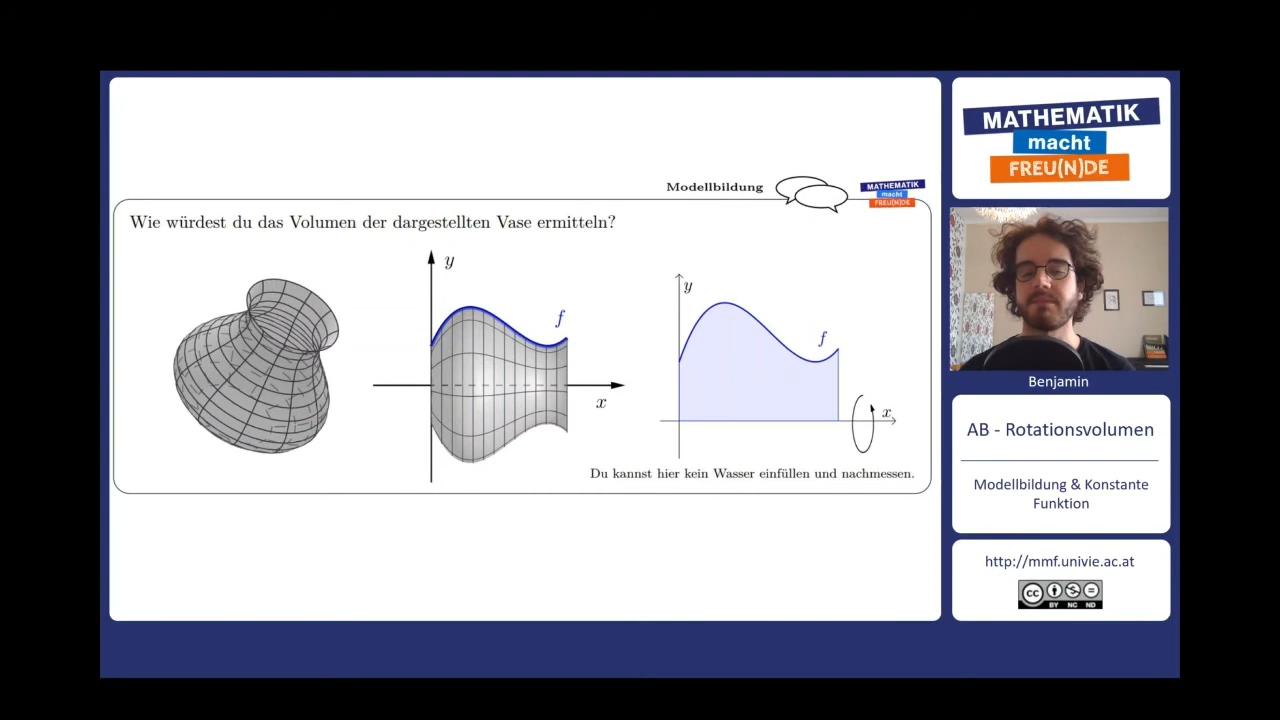 Modellbildung
MATHEMATIK
macht
FREU(N)DE
Wie würdest du das Volumen der dargestellten Vase ermitteln?
y
f
x
y
f
x
Du kannst hier kein Wasser einfüllen und nachmessen.
MATHEMATIK
macht
FREU(N)DE
Benjamin
AB - Rotationsvolumen
Modellbildung & Konstante
Funktion
http://mmf.univie.ac.at
cc
BY NC ND